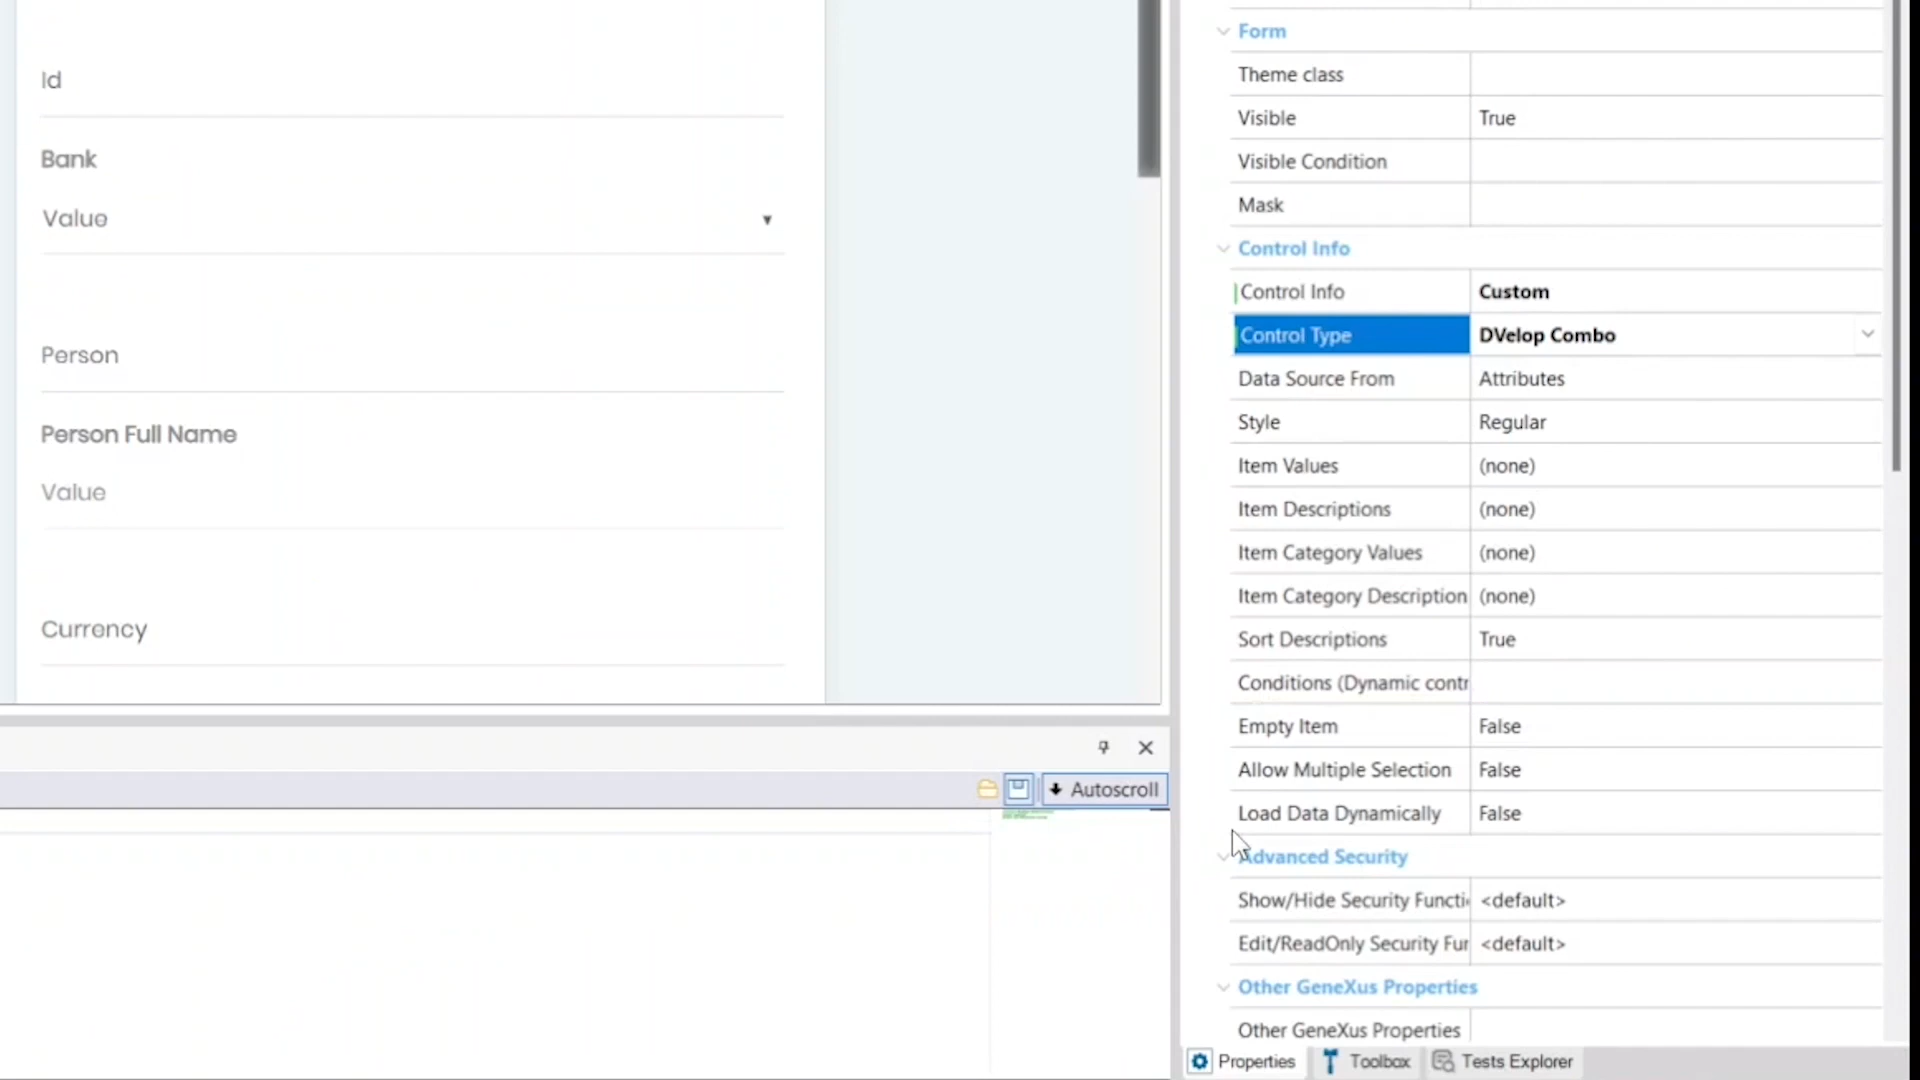 Id
Bank
Value
Person
Person Full Name
Value
Currency
Autoscroll
Form
Theme class
Visible True
Visible Condition
Mask
Control Info
Control Info Custom
Control Type DVelop Combo
Data Source From Attributes
Style Regular
Item Values (none)
Item Descriptions (none)
Item Category Values (none)
Item Category Description (none)
Sort Descriptions True
Conditions (Dynamic contr
Empty Item False
Allow Multiple Selection False
Load Data Dynamically False
Advanced Security
Show/Hide Security Functi <default>
Edit/ReadOnly Security Fur <default>
Other GeneXus Properties
Other GeneXus Properties
Properties Toolbox Tests Explorer